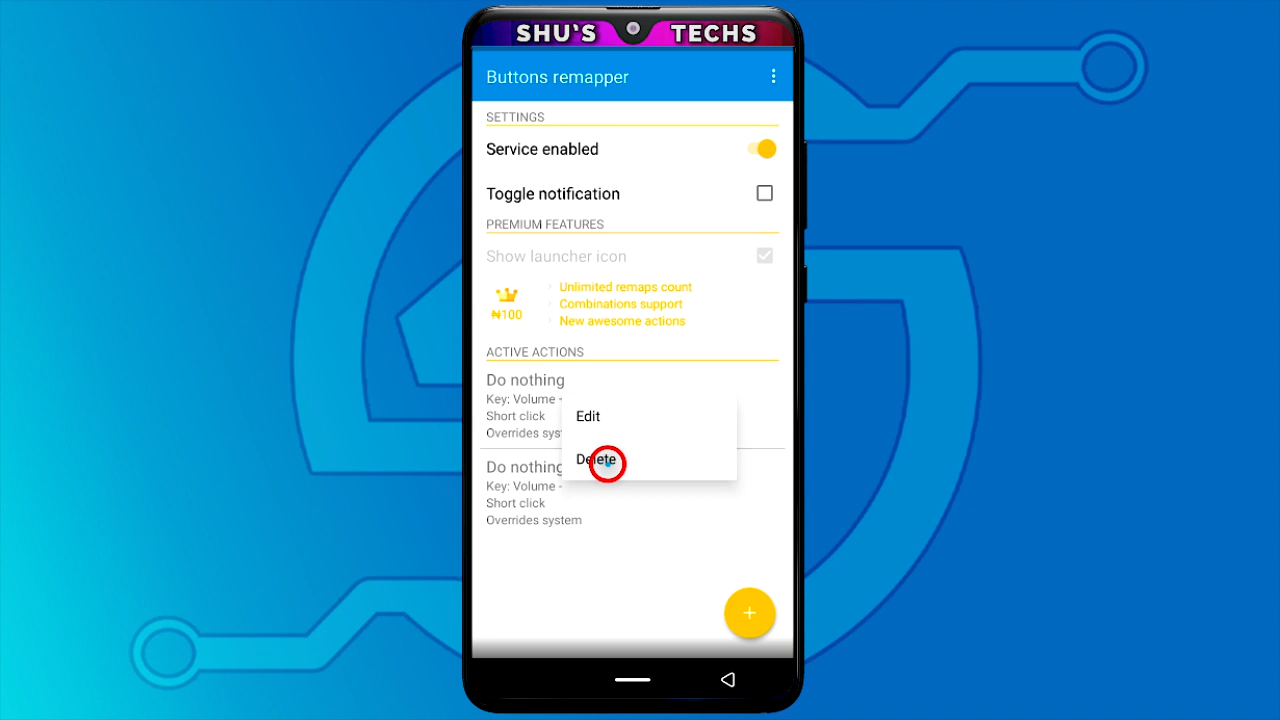 SHU'S TECHS
Buttons remapper
SETTINGS
Service enabled
Toggle notification
PREMIUM FEATURES
Show launcher icon
Unlimited remaps count
Combinations support
₦100
New awesome actions
ACTIVE ACTIONS
Do nothing
Key: Volume -
Edit
Short click
Overrides
Delete
Do nothing
Key: Volume -
Short click
Overrides system
+